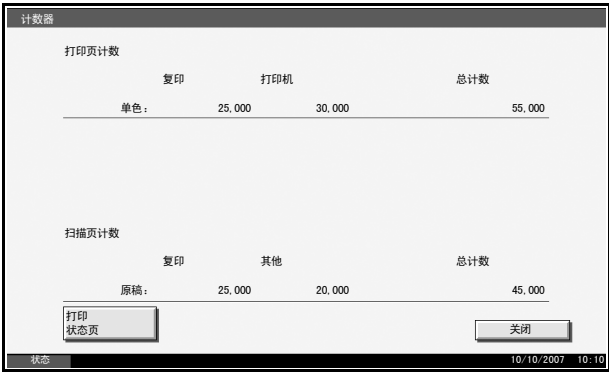 计数器
打印页计数
复印 打印机 总计数
单色： 25,000 30,000 55,000
扫描页计数
复印 其他 总计数
原稿： 25,000 20,000 45,000
打印
状态页
关闭
状态 10/10/2007 10:10